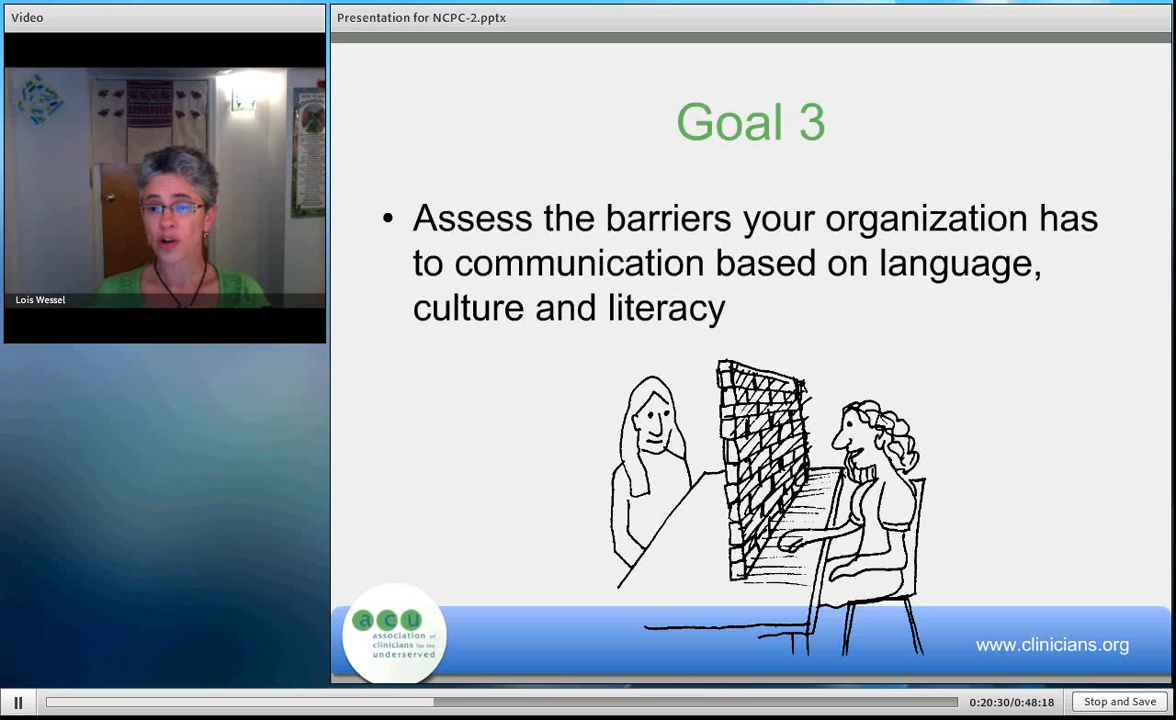 Video
Presentation for NCPC-2.pptx
Lois Wessel
Goal 3
• Assess the barriers your organization has
to communication based on language,
culture and literacy
acu
association of
clinicians for the
underserved
www.clinicians.org
0:20:30/0:48:18
Stop and Save